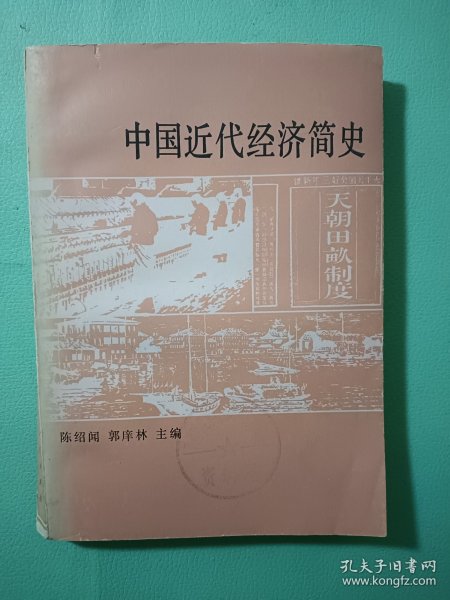 中国近代经济简史
天朝田畝制度
陈绍闻 郭庠林 主编
资
孔夫子旧书网
www.kongfz.com